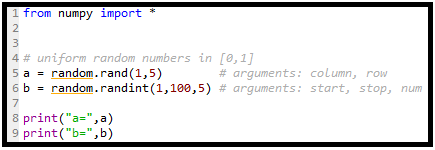 1 from numpy import *
2
3
4 # uniform random numbers in [0,1]
5 a = random.rand(1,5) # arguments: column, row
6 b = random.randint(1,100,5) # arguments: start, stop, num
7
8 print("a=",a)
9 print("b=",b)